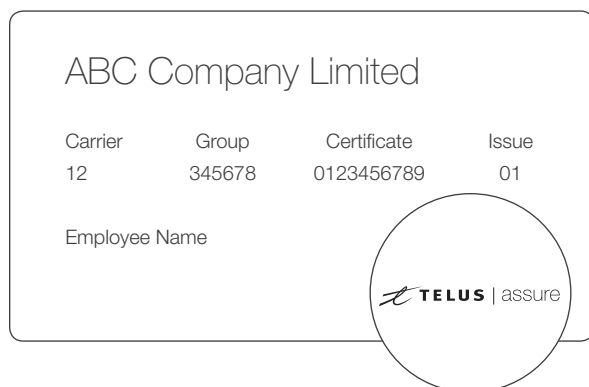 ABC Company Limited
Carrier Group Certificate Issue
12 345678 0123456789 01
Employee Name
TELUS | assure